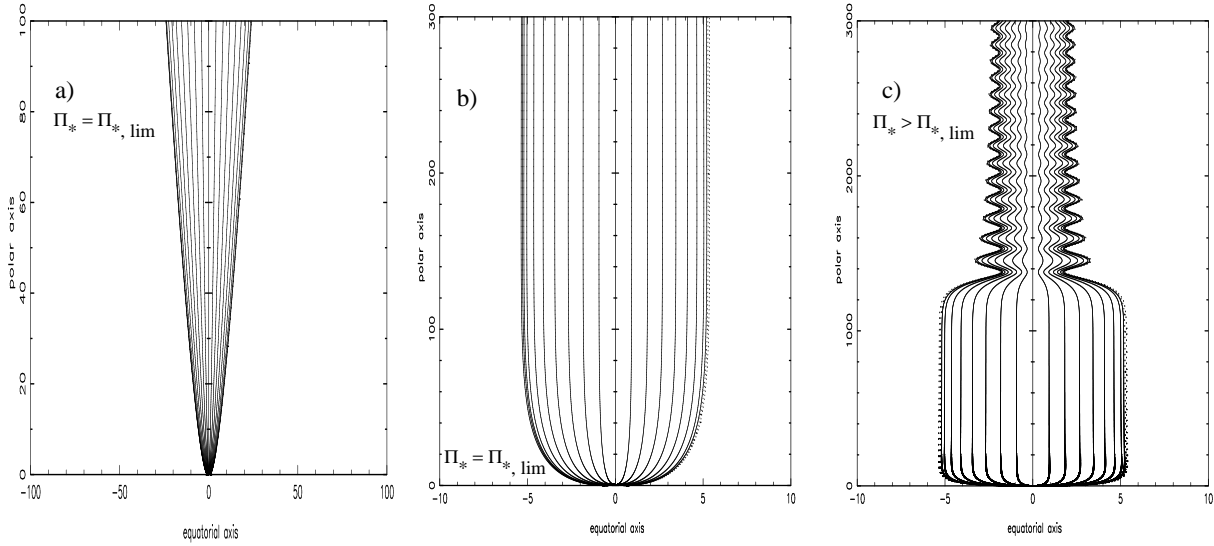 a)
Π* = Π*, lim
polar axis
100
80
60
40
20
0
-100
-50
0
50
100
equatorial axis
b)
Π* = Π*, lim
polar axis
300
200
100
0
-10
-5
0
5
10
equatorial axis
c)
Π* > Π*, lim
polar axis
3000
2000
1000
0
-10
-5
0
5
10
equatorial axis